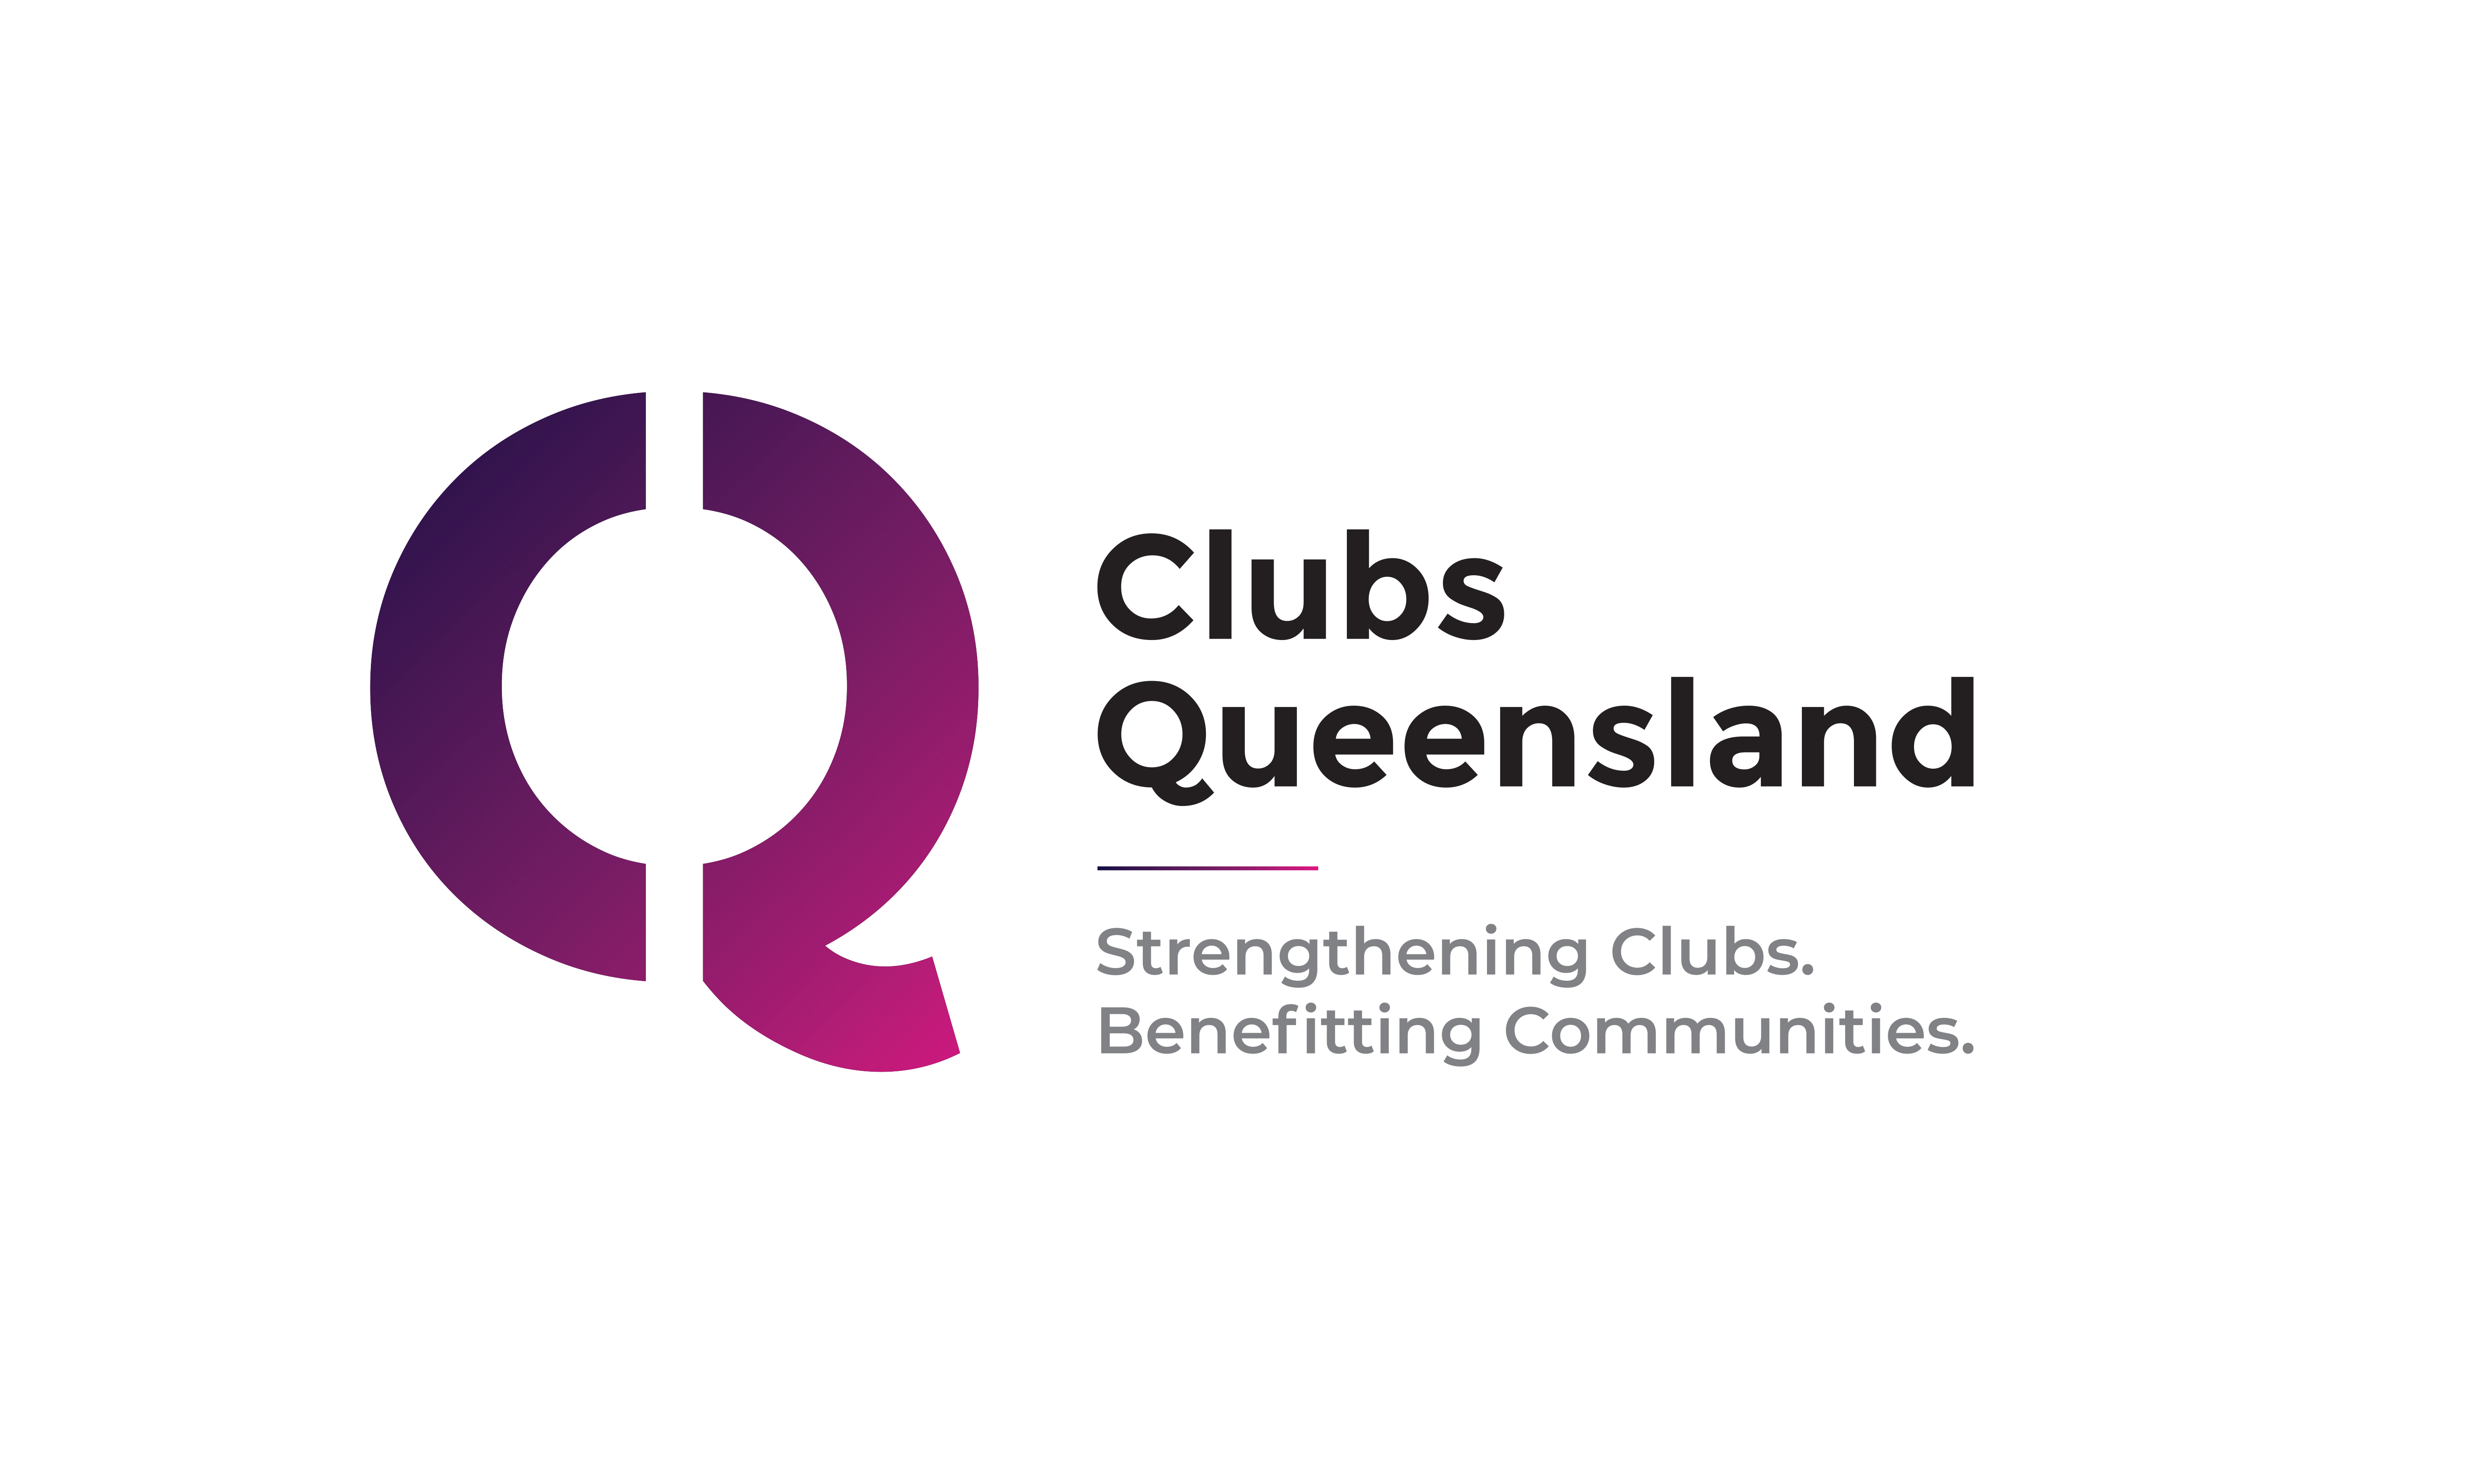 Clubs
Queensland
Strengthening Clubs.
Benefitting Communities.